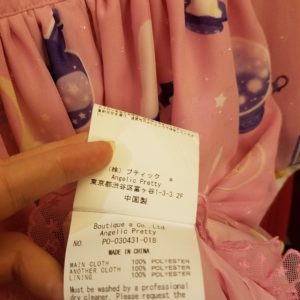 (株) ブティック a
Angelic Pretty
東京都渋谷区富ヶ谷1-3-3 2F
中国製
Boutique a Co., Ltd.
Angelic Pretty
NO. PO-030431-018
MADE IN CHINA
MAIN CLOTH 100% POLYESTER
ANOTHER CLOTH 100% POLYESTER
LINING 100% POLYESTER
Must be washed by a professional
dry cleaner. Please request the